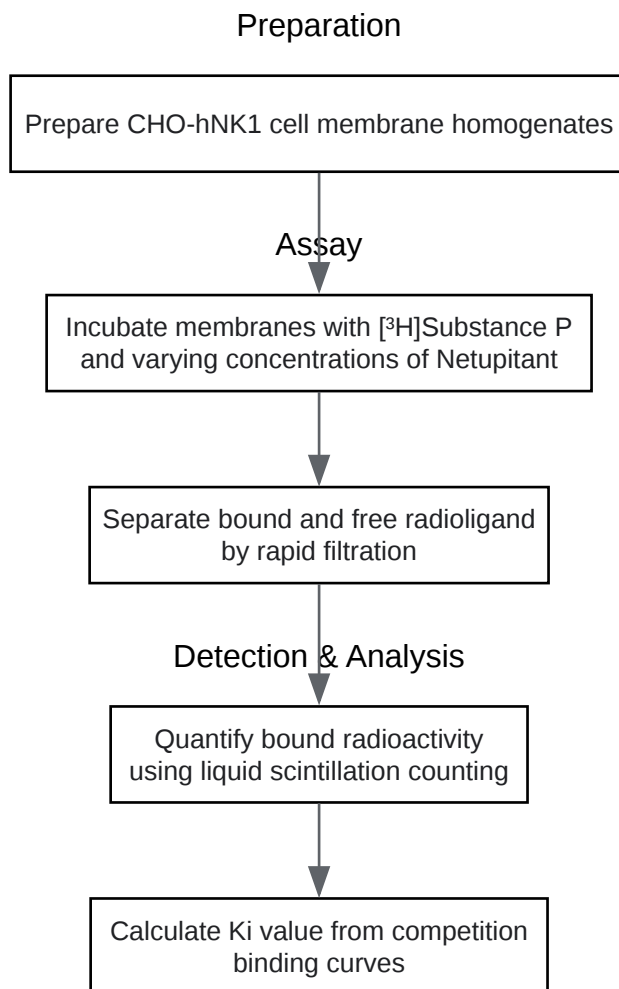 Preparation
Prepare CHO-hNK1 cell membrane homogenates
Assay
Incubate membranes with [³H]Substance P
and varying concentrations of Netupitant
Separate bound and free radioligand
by rapid filtration
Detection & Analysis
Quantify bound radioactivity
using liquid scintillation counting
Calculate Ki value from competition
binding curves